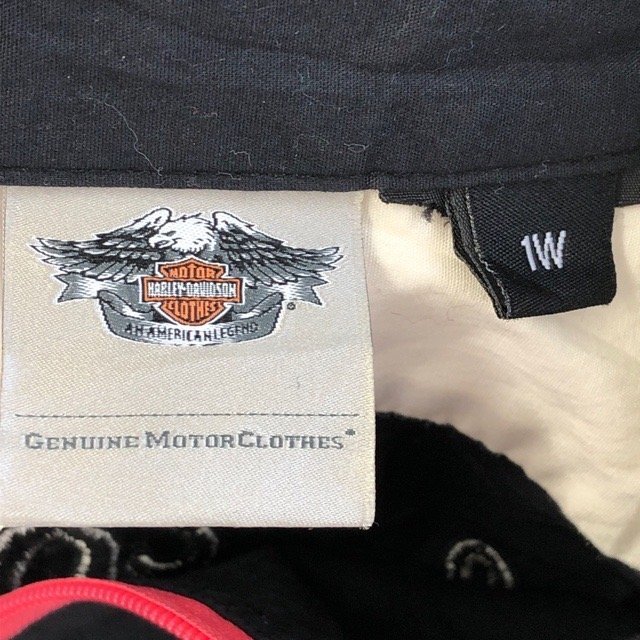 MOTOR
HARLEY-DAVIDSON
CLOTHES
AN AMERICAN LEGEND
®
GENUINE MOTORCLOTHES®
1W